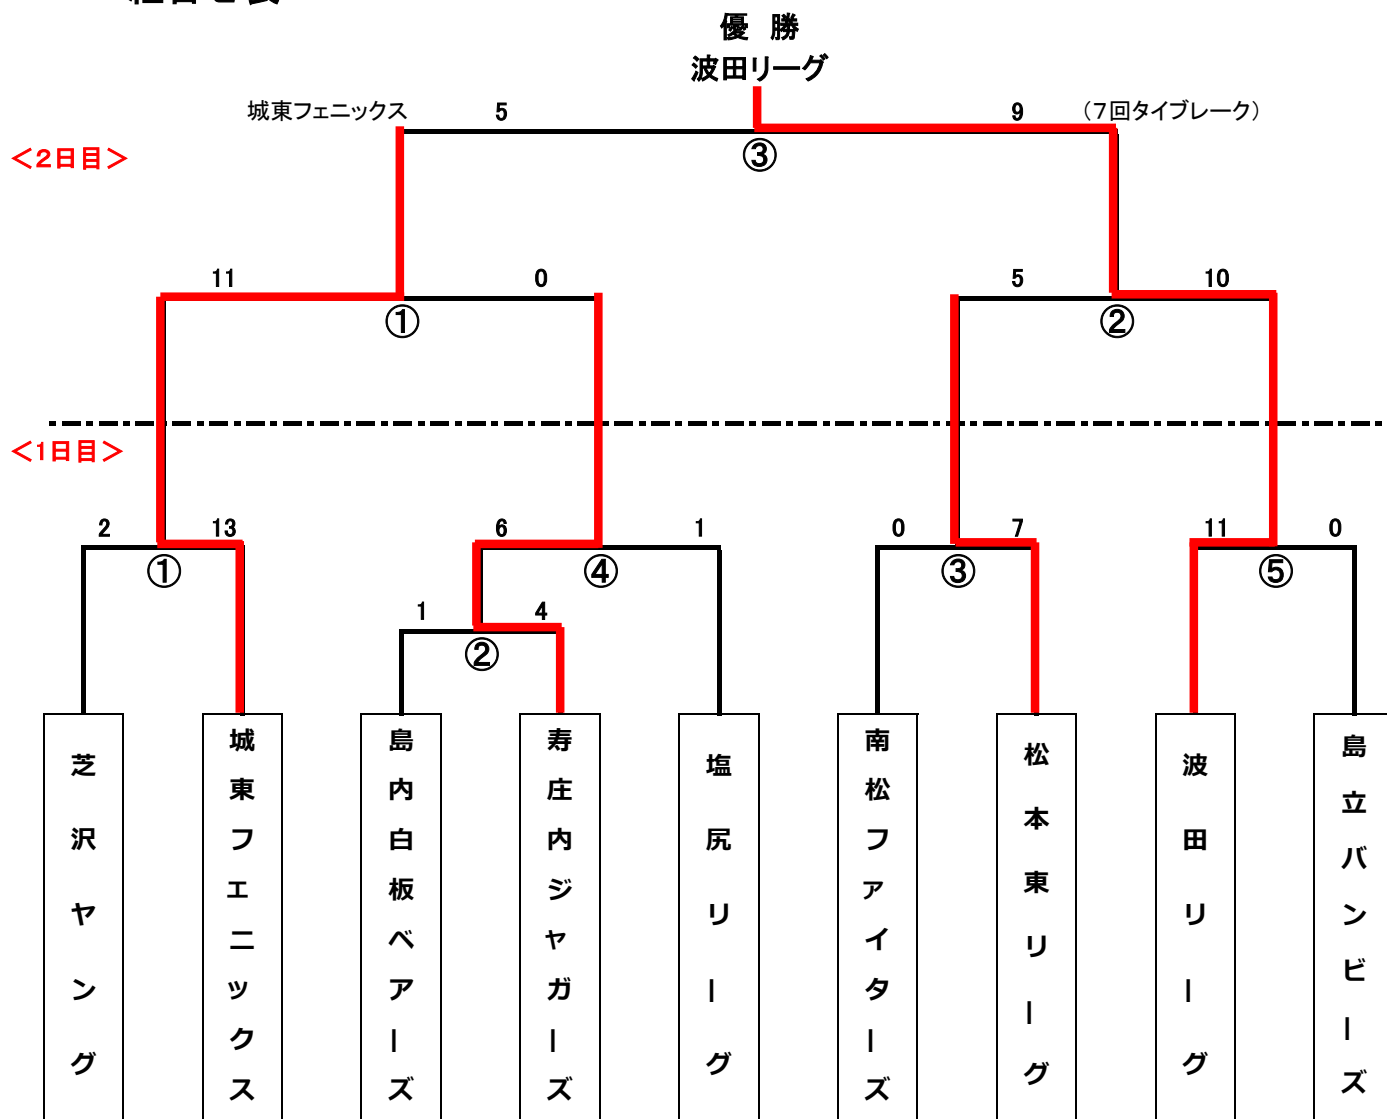 組合せ表
優 勝
波田リーグ
城東フェニックス 5 9 (7回タイブレーク)
<2日目>
③
11 0 5 10
① ②
<1日目>
2 13 6 1 0 7 11 0
① ④ ③ ⑤
1 4
②
芝沢ヤング
城東フェニックス
島内白板ベアーズ
寿庄内ジャガーズ
塩尻リーグ
南松ファイターズ
松本東リーグ
波田リーグ
島立バンビーズ